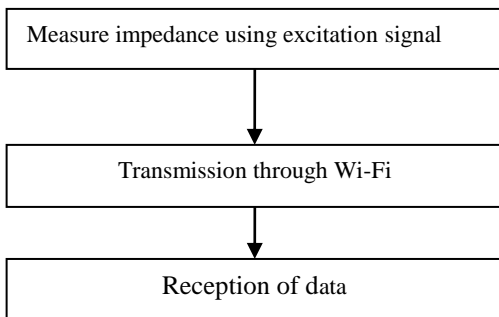 Measure impedance using excitation signal
Transmission through Wi-Fi
Reception of data